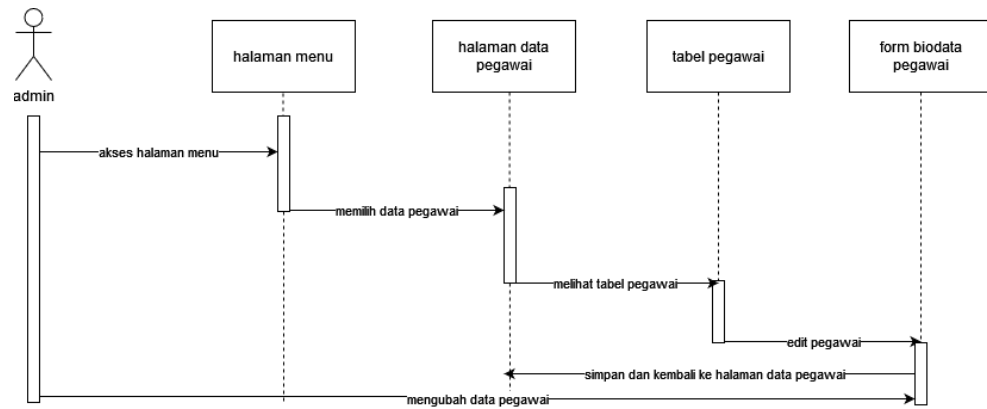 admin
halaman menu
halaman data
pegawai
tabel pegawai
form biodata
pegawai
akses halaman menu
memilih data pegawai
melihat tabel pegawai
edit pegawai
simpan dan kembali ke halaman data pegawai
mengubah data pegawai